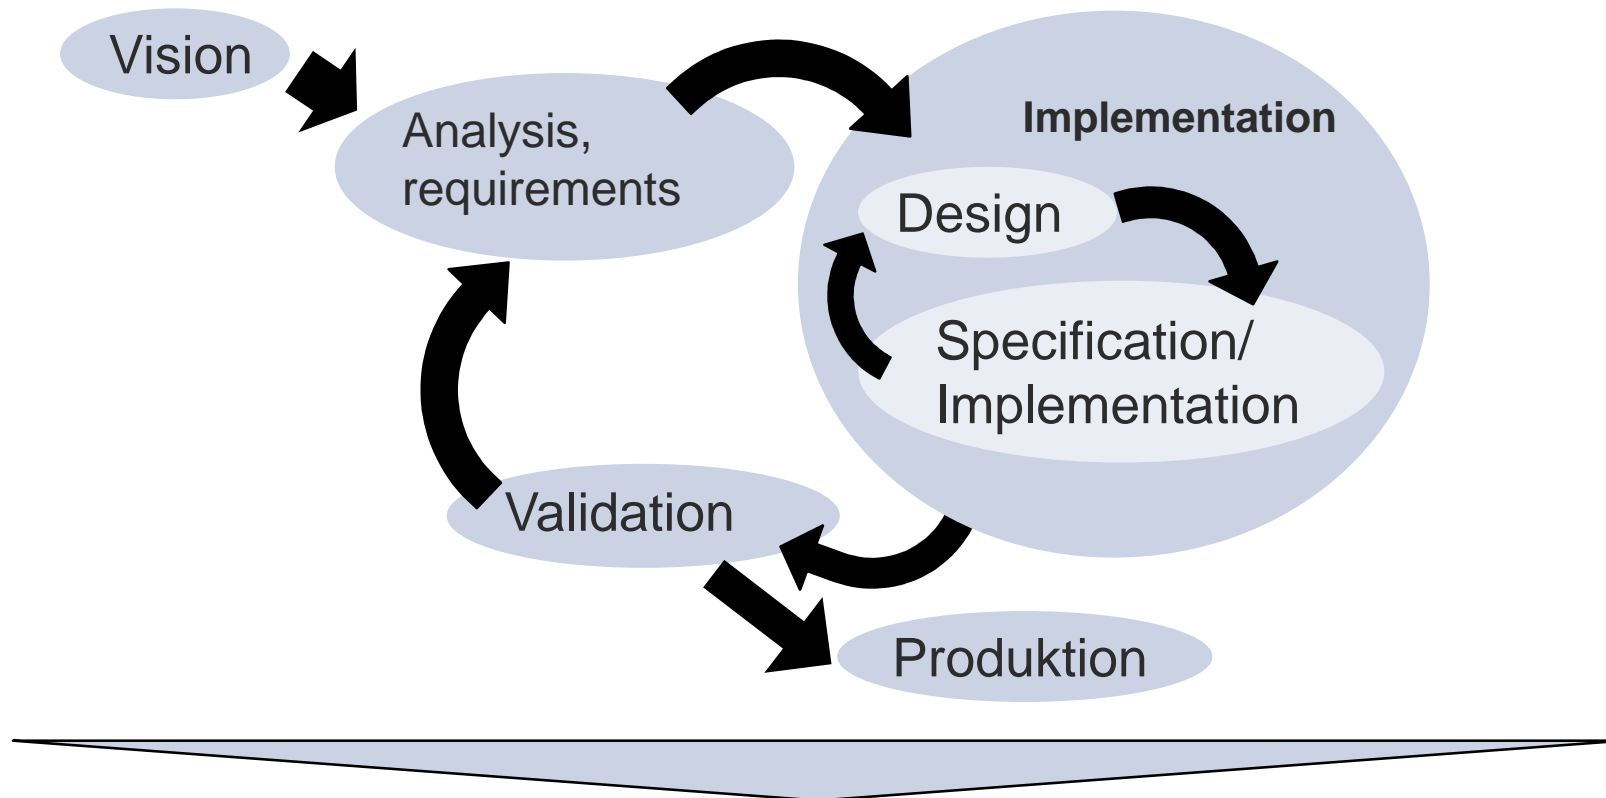 Vision
Analysis,
requirements
Implementation
Design
Specification/
Implementation
Validation
Produktion